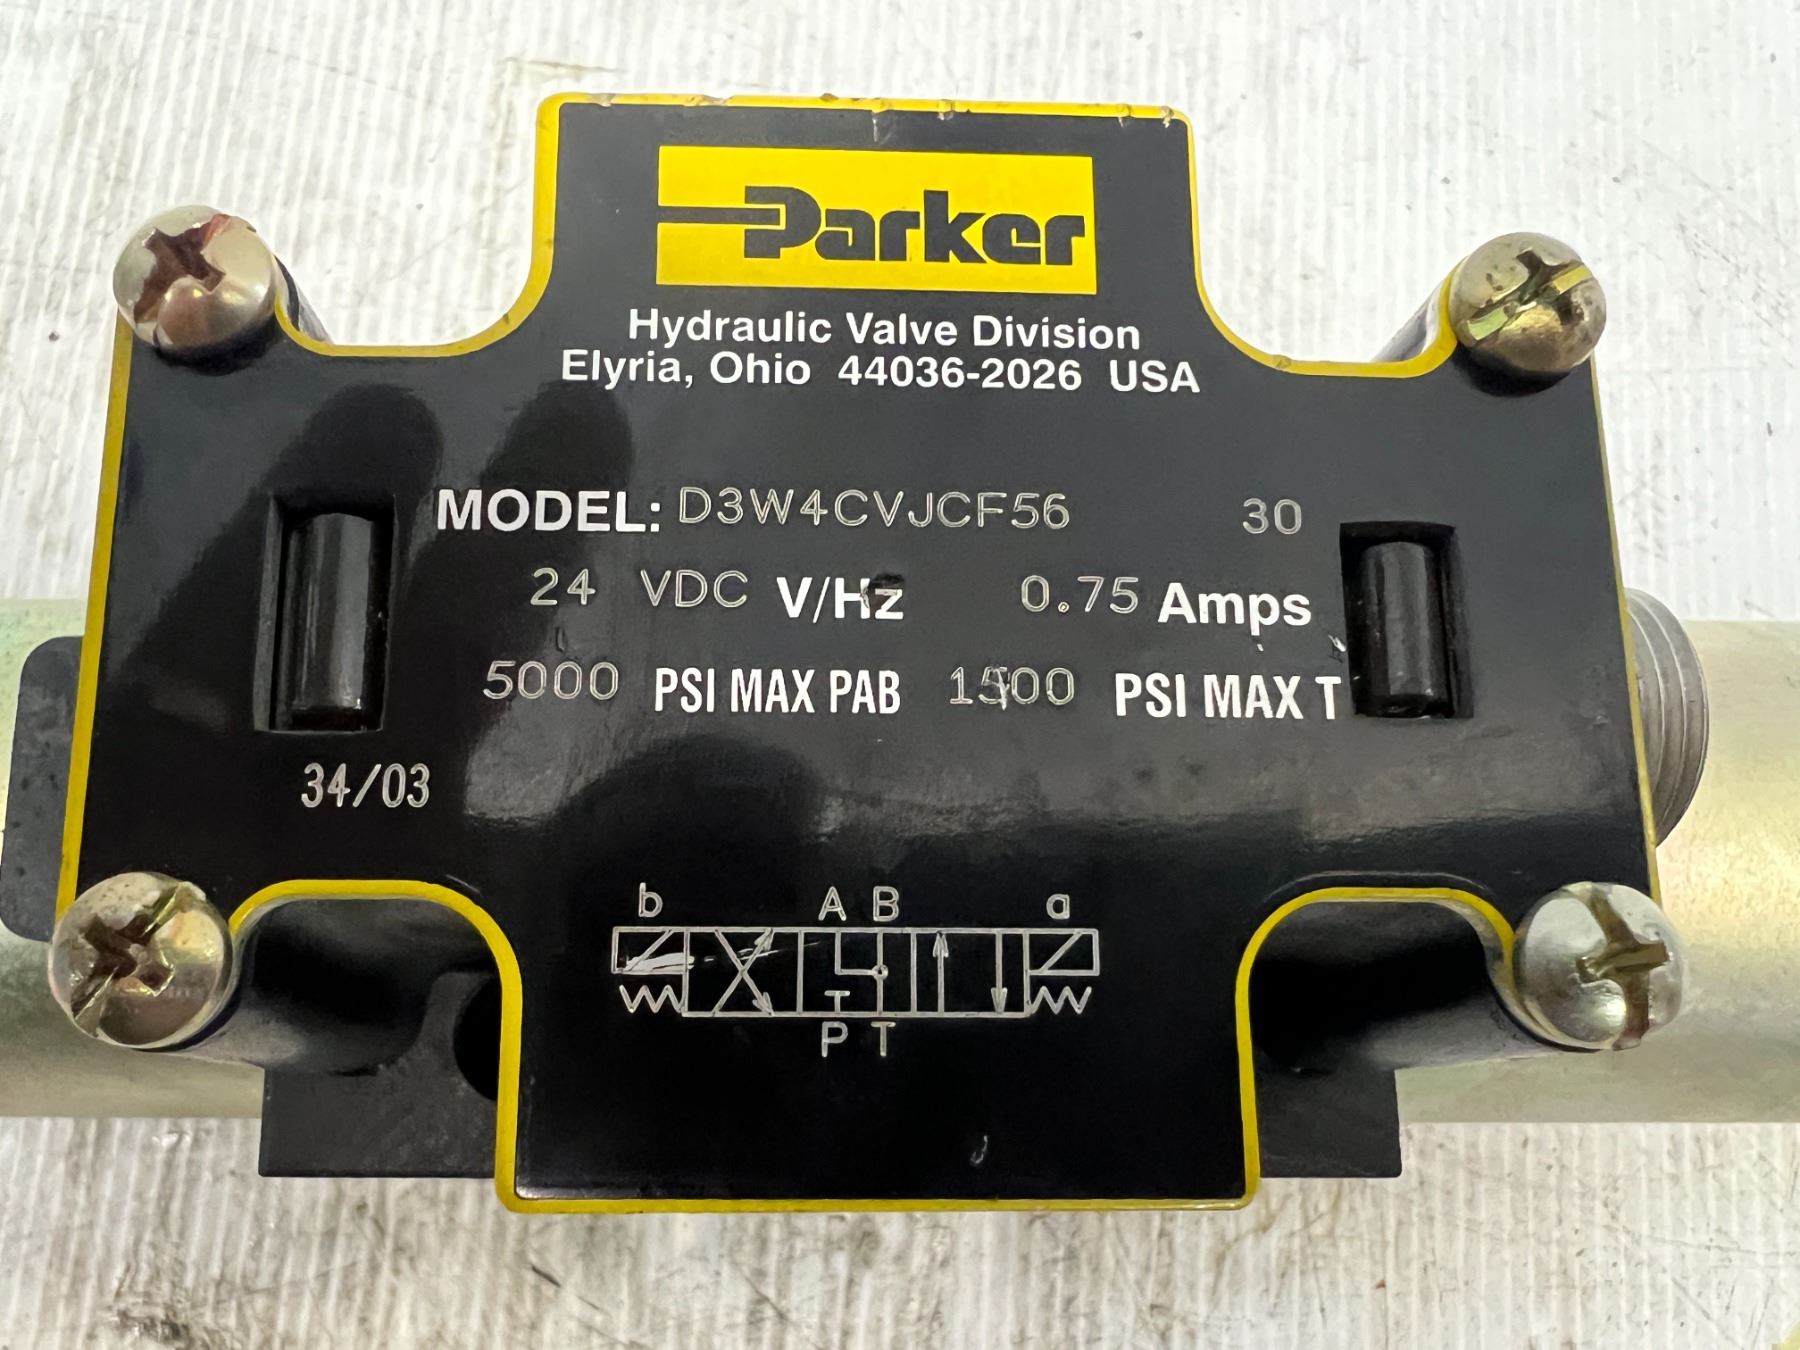 Parker
Hydraulic Valve Division
Elyria, Ohio 44036-2026 USA
MODEL: D3W4CVJCF56 30
24 VDC V/Hz 0.75 Amps
5000 PSI MAX PAB 1500 PSI MAX T
34/03
b A B a
P T